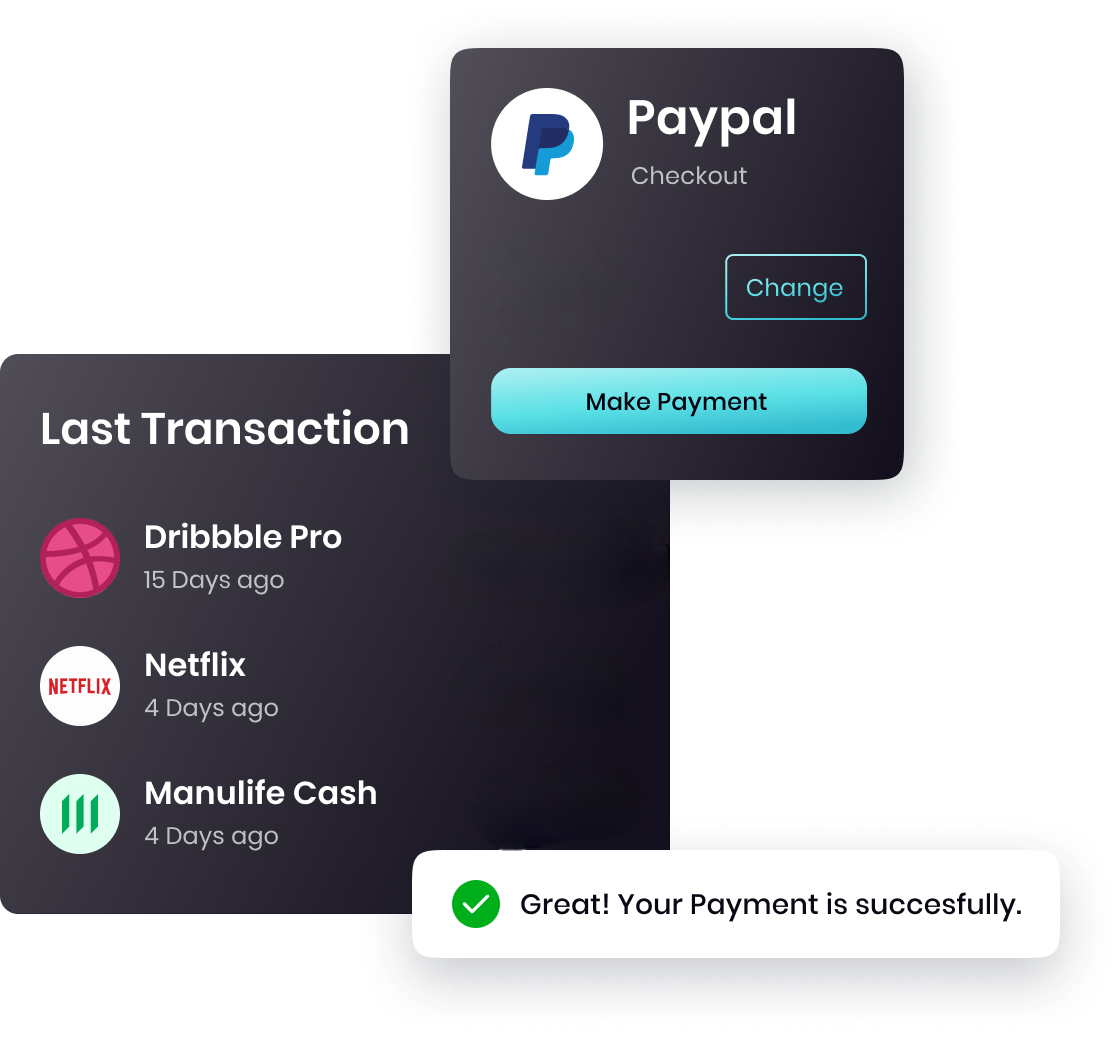 Paypal
Checkout
Change
Make Payment
Last Transaction
Dribbble Pro
15 Days ago
NETFLIX
Netflix
4 Days ago
Manulife Cash
4 Days ago
Great! Your Payment is succesfully.